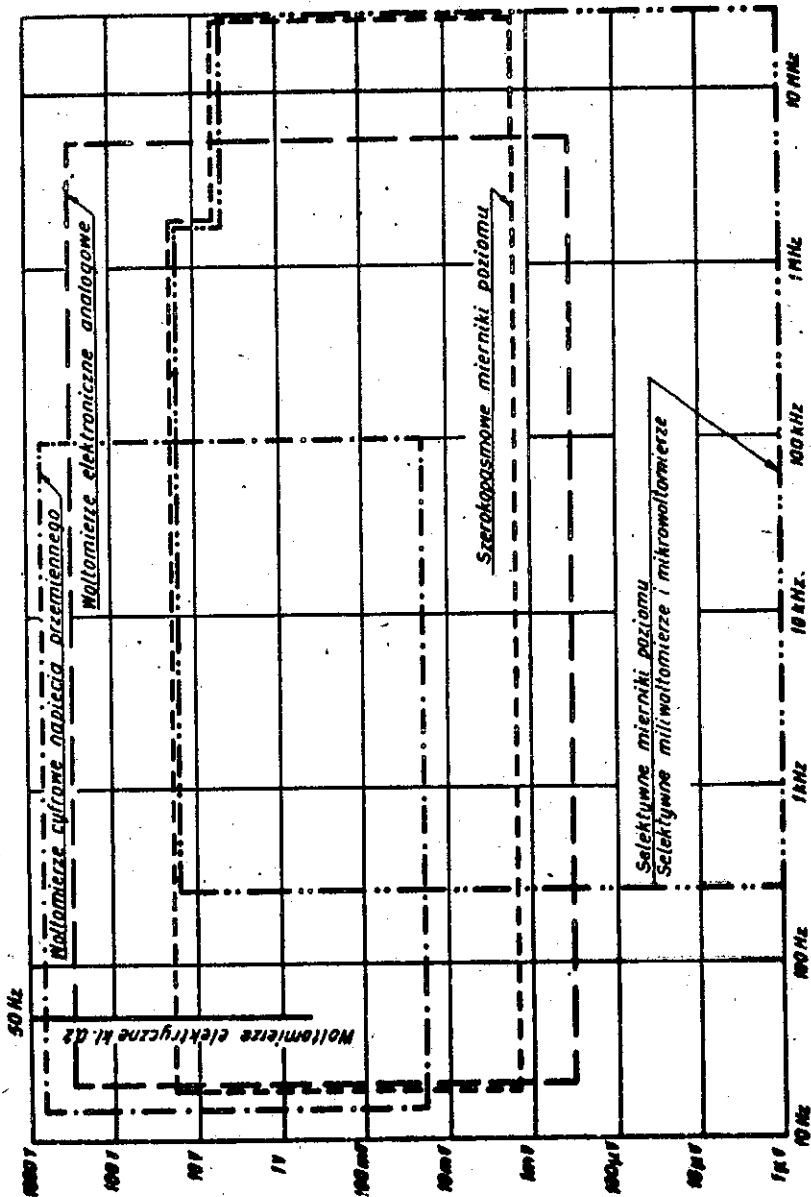 50 Hz
Woltomierze cyfrowe napięcia przemiennego
Woltomierze elektroniczne analogowe
Woltomierze elektryczne kl. 0.2
Szerokopasmowe mierniki poziomu
Selektywne mierniki poziomu
Selektywne miliwoltomierze i mikrowoltomierze
1000 V
100 V
10 V
1 V
100 mV
10 mV
1 mV
100 µV
10 µV
1 µV
10 Hz
100 Hz
1 kHz
10 kHz.
100 kHz
1 MHz
10 MHz